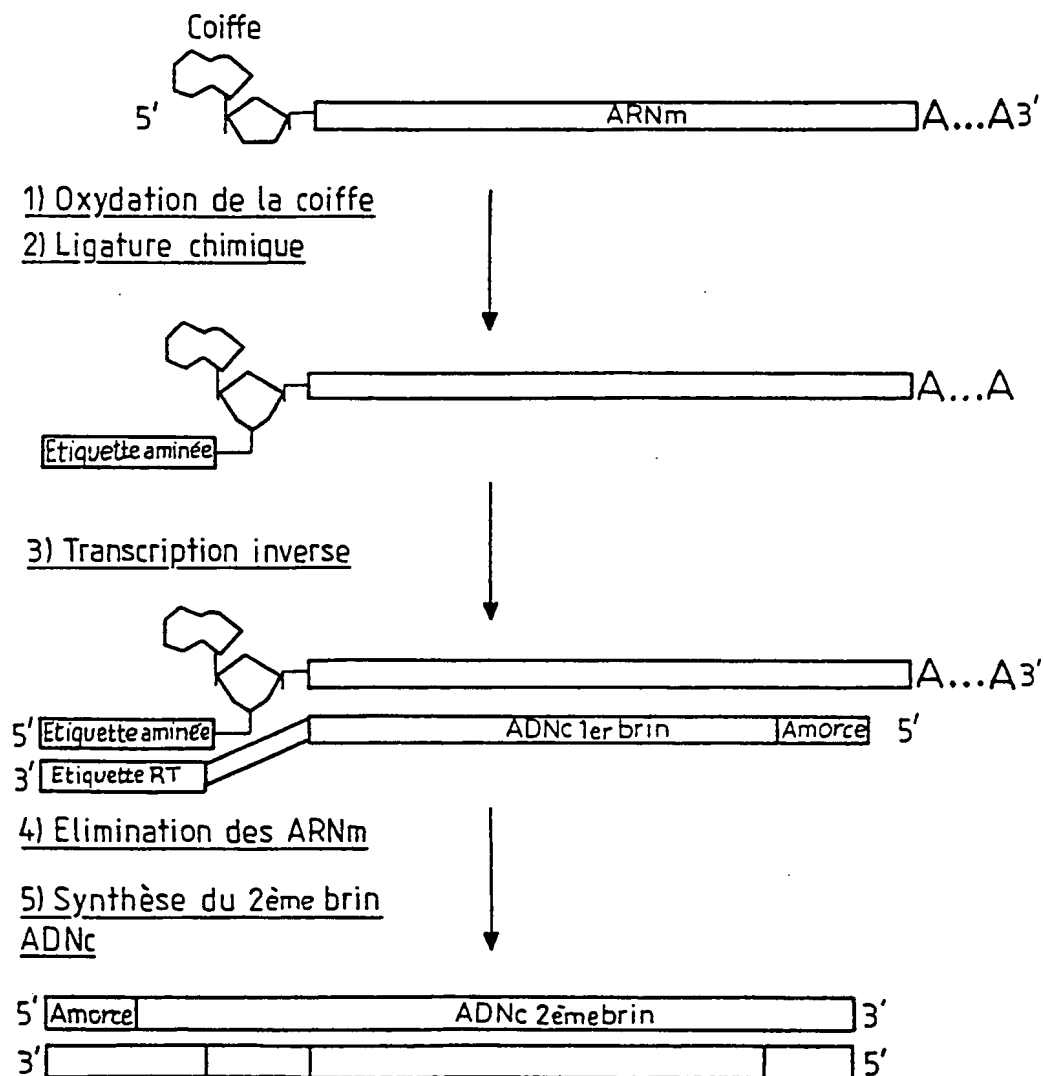 Coiffe
5' ARNm A...A3'
1) Oxydation de la coiffe
2) Ligature chimique
A...A
Etiquette aminée
3) Transcription inverse
A...A3'
5' Etiquette aminée ADNc 1er brin Amorce 5'
3' Etiquette RT
4) Elimination des ARNm
5) Synthèse du 2ème brin
ADNc
5' Amorce ADNc 2ème brin 3'
3' 5'